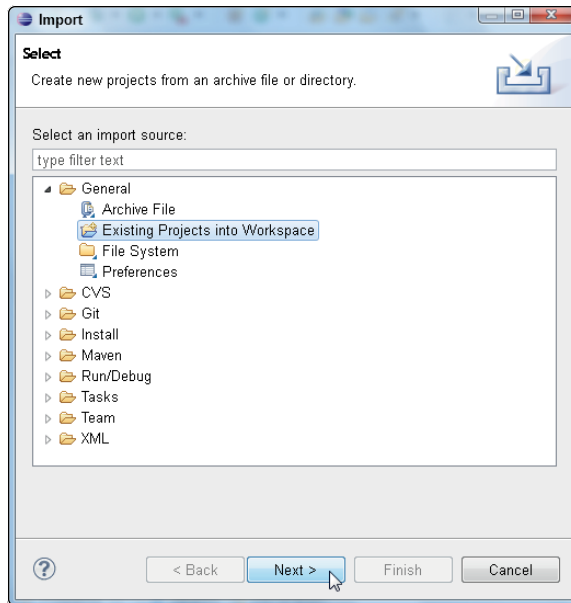 Import
Select
Create new projects from an archive file or directory.
Select an import source:
type filter text
General
Archive File
Existing Projects into Workspace
File System
Preferences
CVS
Git
Install
Maven
Run/Debug
Tasks
Team
XML
? < Back Next > Finish Cancel